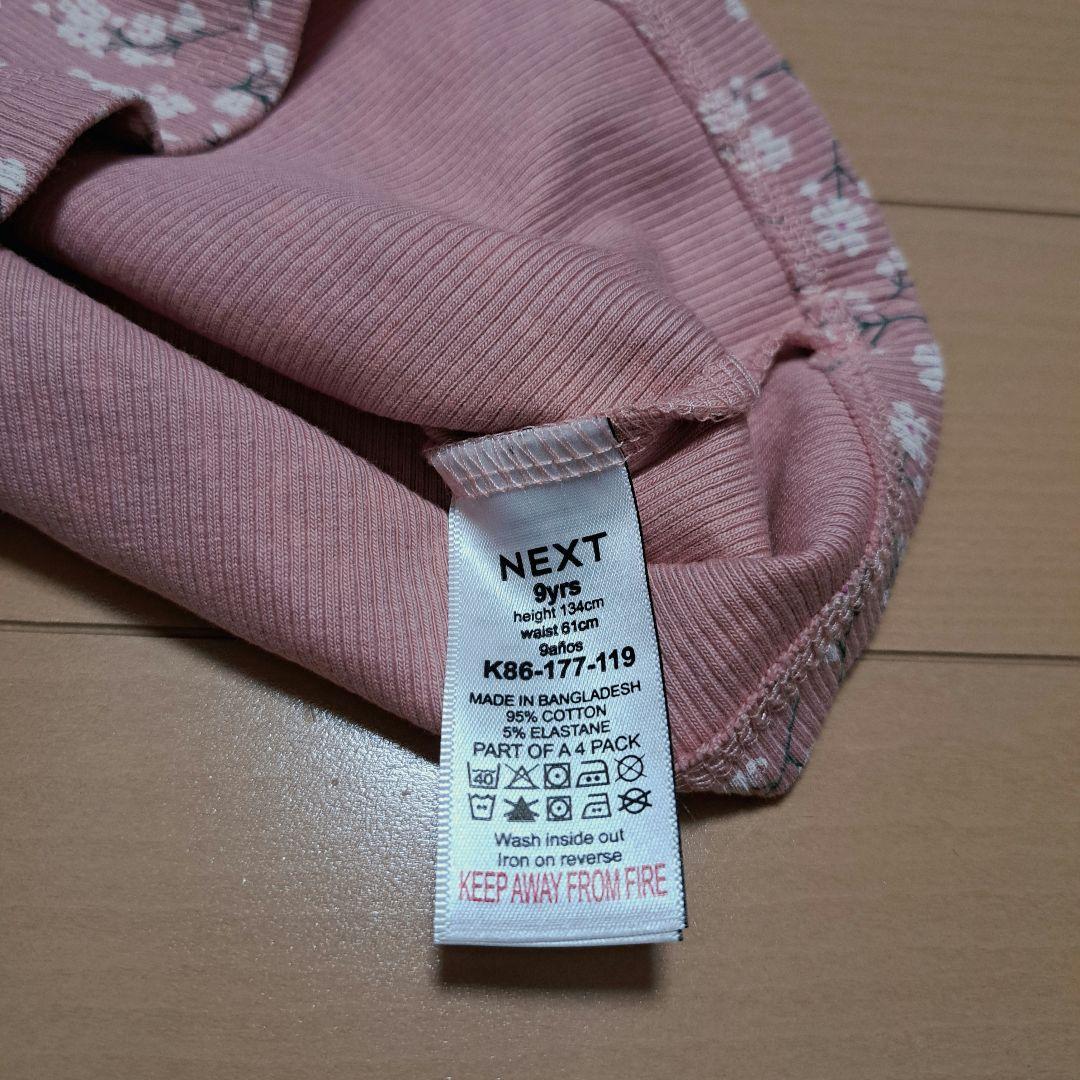 NEXT
9yrs
height 134cm
waist 61cm
9años
K86-177-119
MADE IN BANGLADESH
95% COTTON
5% ELASTANE
PART OF A 4 PACK
40
Wash inside out
Iron on reverse
KEEP AWAY FROM FIRE